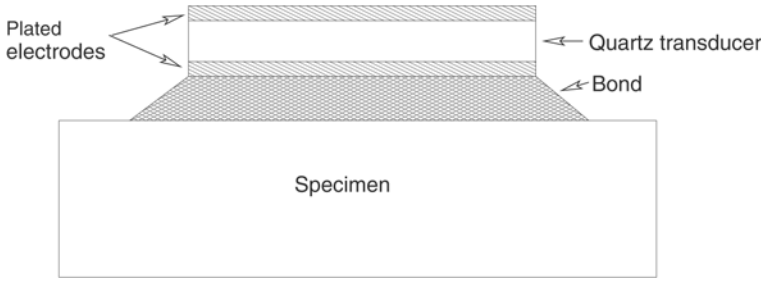 Plated
electrodes
Quartz transducer
Bond
Specimen